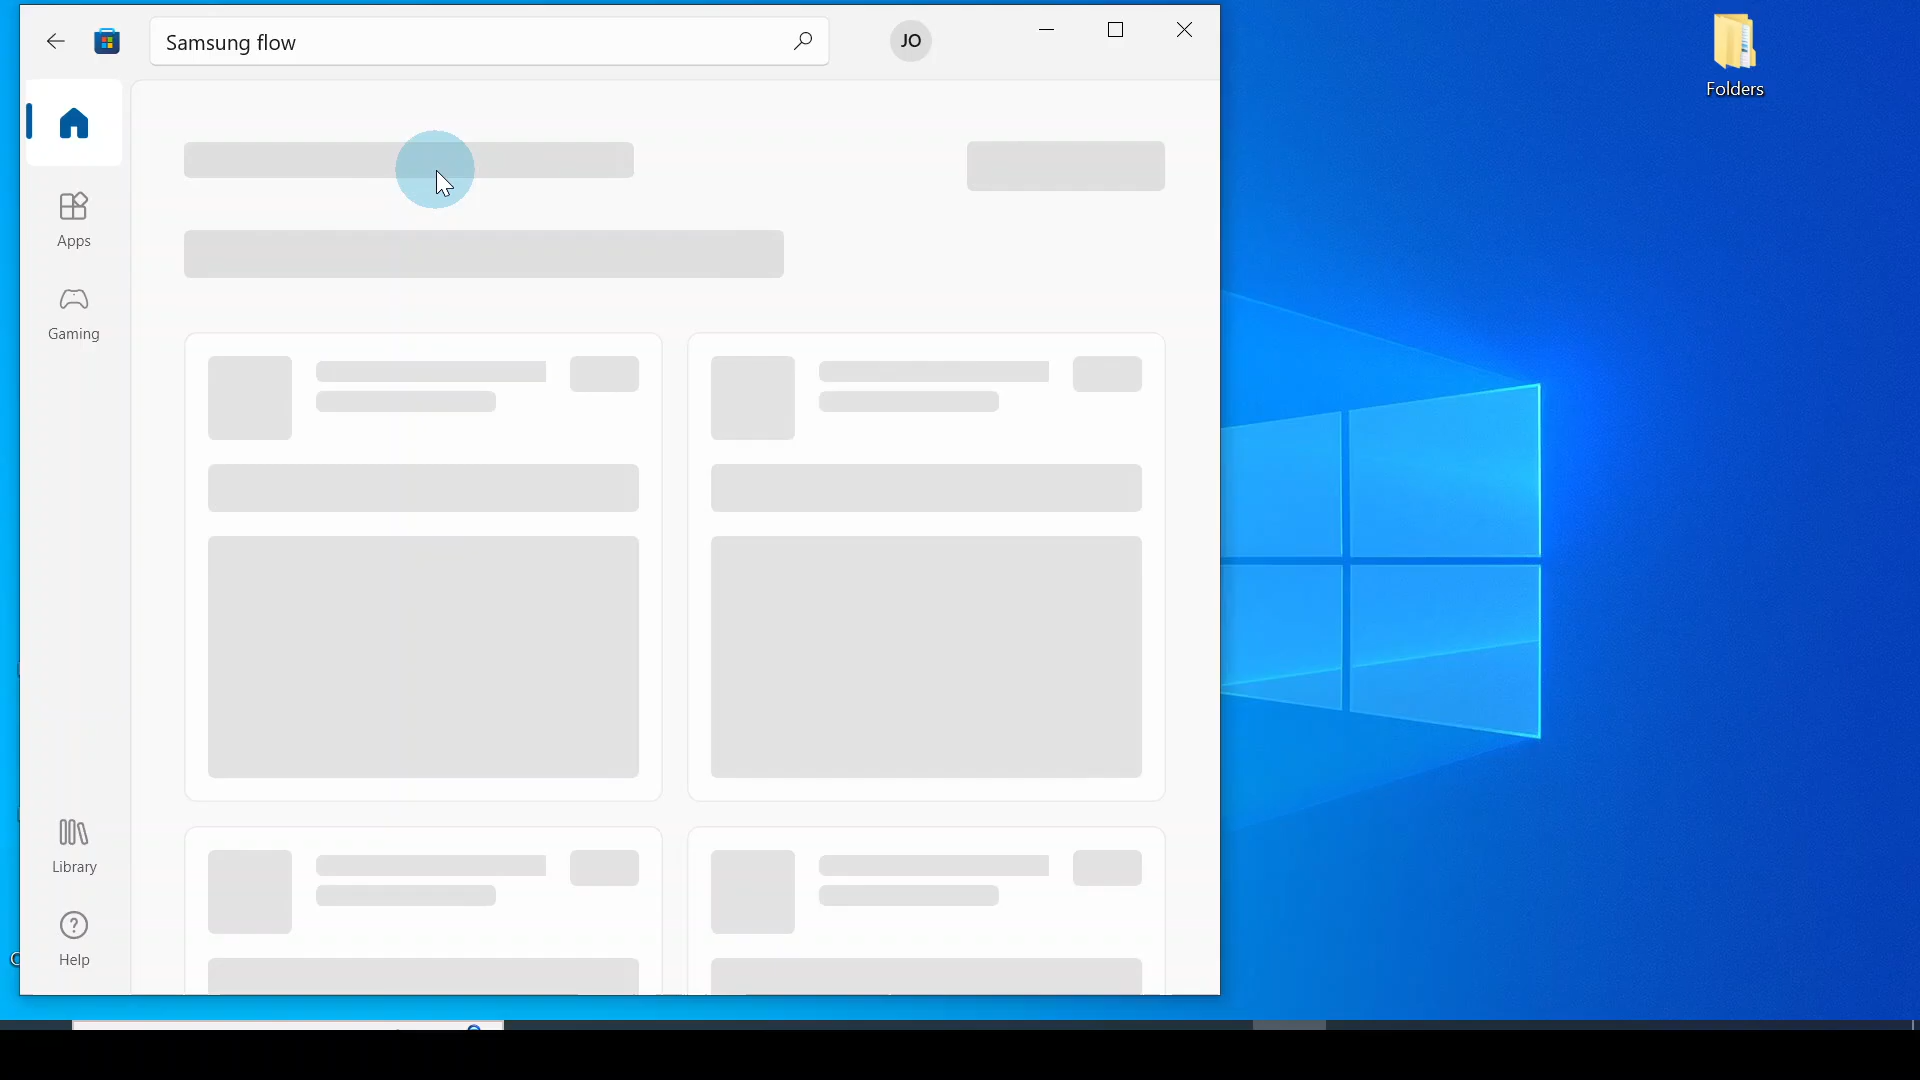 Samsung flow
JO
Folders
Apps
Gaming
Library
Help